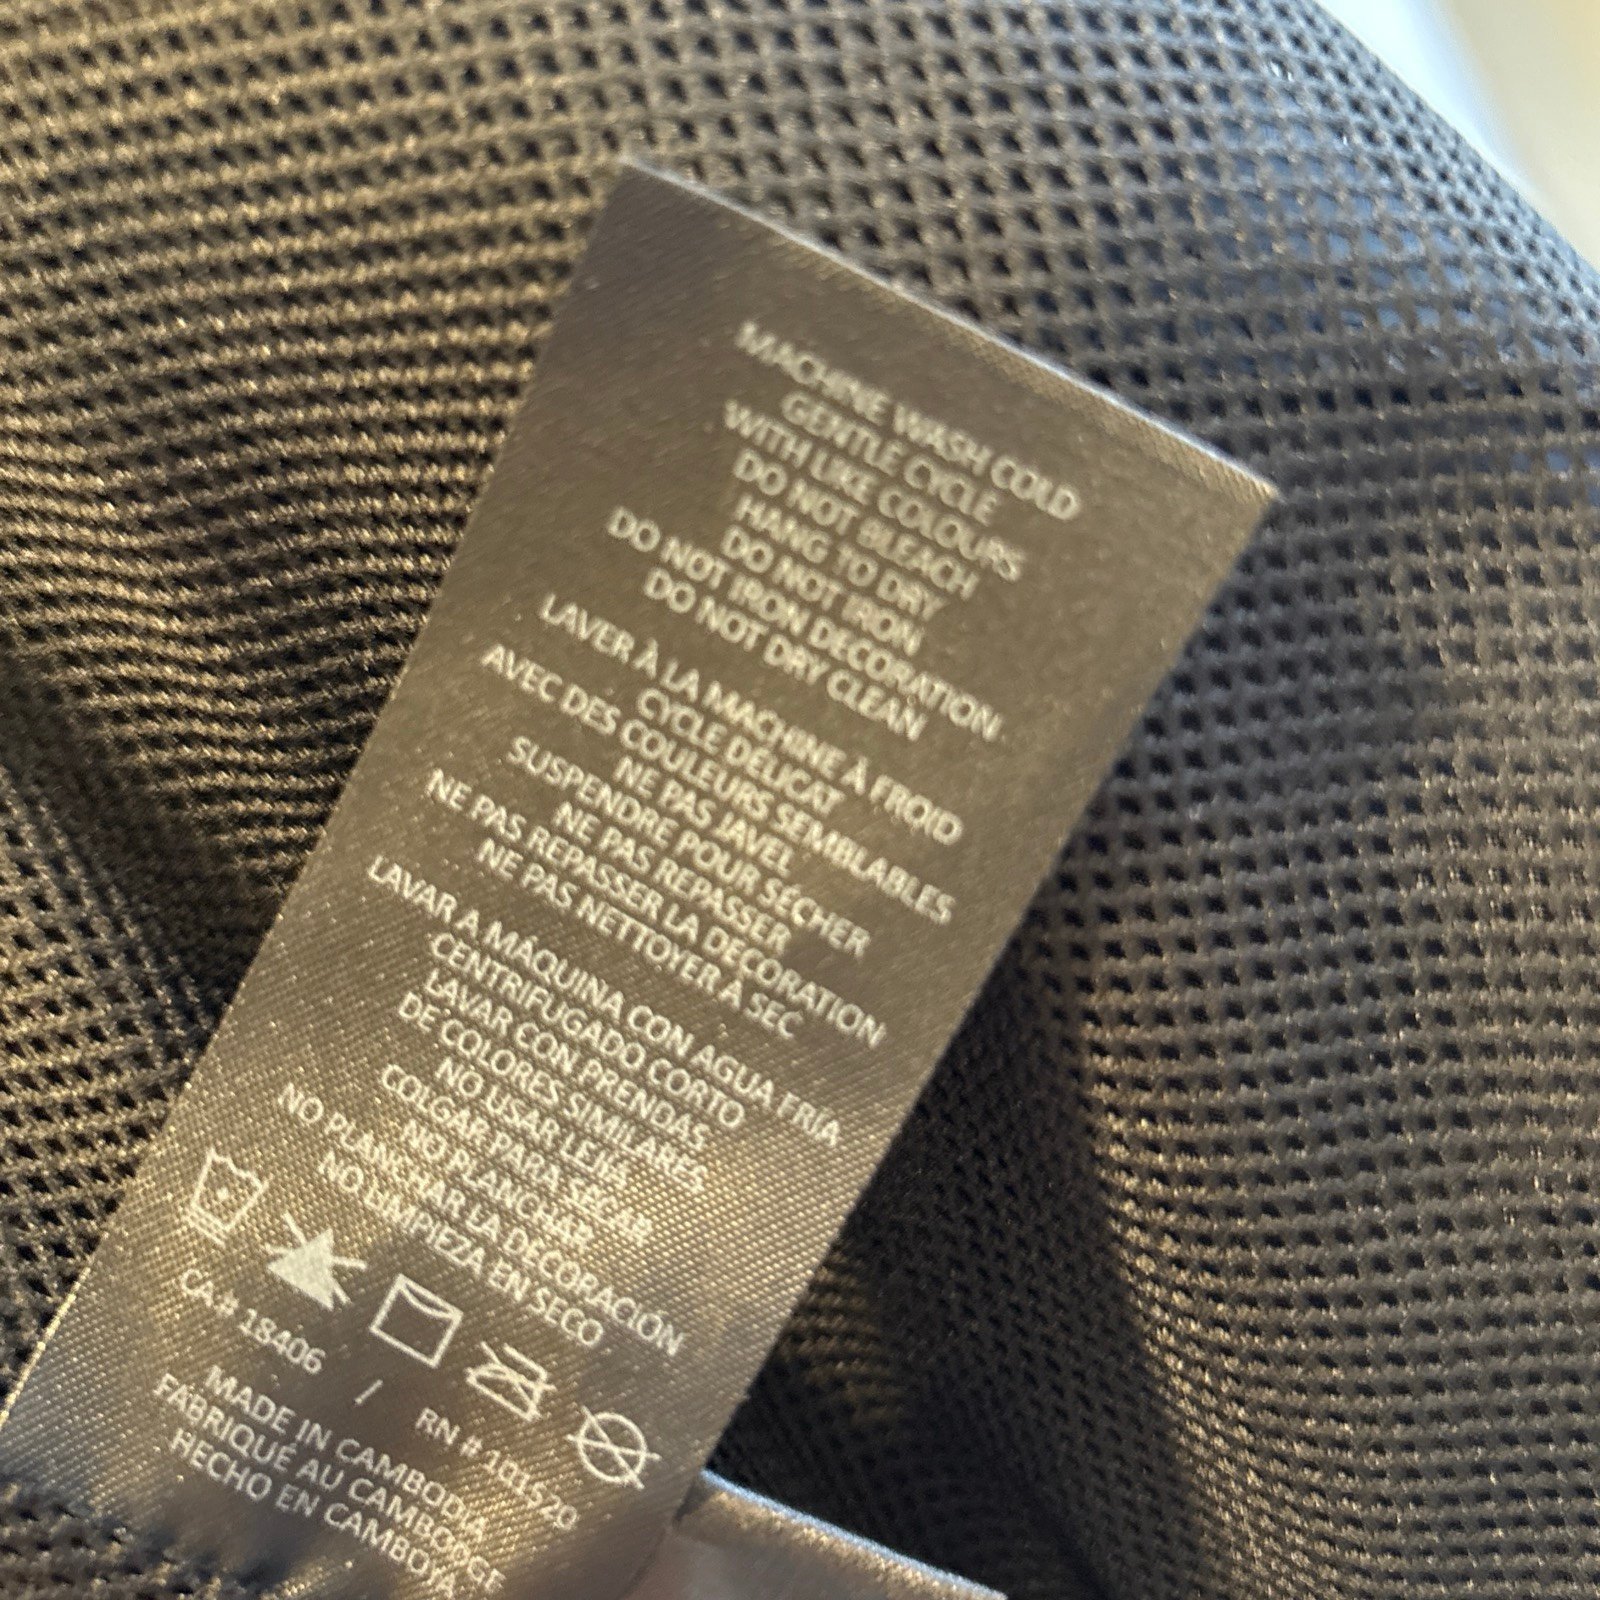 MACHINE WASH COLD
GENTLE CYCLE
WITH LIKE COLOURS
DO NOT BLEACH
HANG TO DRY
DO NOT IRON
DO NOT IRON DECORATION
DO NOT DRY CLEAN
LAVER À LA MACHINE À FROID
CYCLE DÉLICAT
AVEC DES COULEURS SEMBLABLES
NE PAS JAVEL
SUSPENDRE POUR SÉCHER
NE PAS REPASSER
NE PAS REPASSER LA DÉCORATION
NE PAS NETTOYER À SEC
LAVAR A MÁQUINA CON AGUA FRÍA
CENTRIFUGADO CORTO
LAVAR CON PRENDAS
DE COLORES SIMILARES
NO USAR LEJÍA
COLGAR PARA SECAR
NO PLANCHAR
NO PLANCHAR LA DECORACIÓN
NO LIMPIEZA EN SECO
CA# 18406 / RN # 101520
MADE IN CAMBODIA
FABRIQUÉ AU CAMBODGE
HECHO EN CAMBOYA